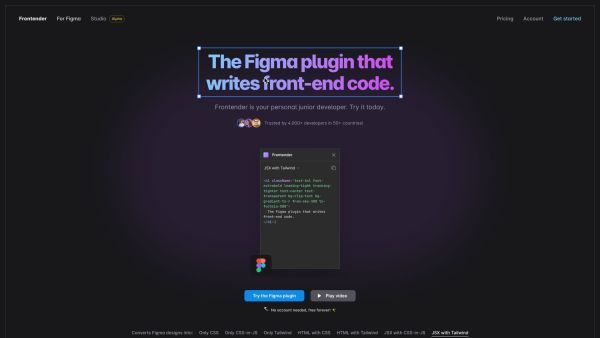 Frontender For Figma Studio Alpha Pricing Account Get started
The Figma plugin that
writes front-end code.
Frontender is your personal junior developer. Try it today.
Trusted by 4,000+ developers in 50+ countries!
Frontender
JSX with Tailwind
<h1 className="text-6xl font-
extrabold leading-tight tracking-
tighter text-center text-
transparent bg-clip-text bg-
gradient-to-r from-sky-300 to-
fuchsia-500">
The Figma plugin that writes
front-end code.
</h1>
Try the Figma plugin Play video
No account needed, free forever!
Converts Figma designs into: Only CSS Only CSS-in-JS Only Tailwind HTML with CSS HTML with Tailwind JSX with CSS-in-JS JSX with Tailwind